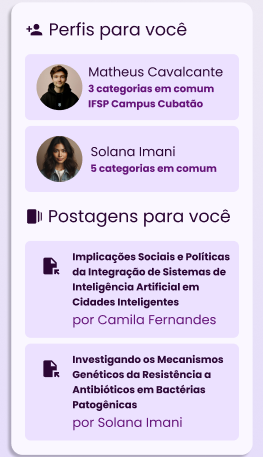 Perfis para você
Matheus Cavalcante
3 categorias em comum
IFSP Campus Cubatão
Solana Imani
5 categorias em comum
Postagens para você
Implicações Sociais e Políticas
da Integração de Sistemas de
Inteligência Artificial em
Cidades Inteligentes
por Camila Fernandes
Investigando os Mecanismos
Genéticos da Resistência a
Antibióticos em Bactérias
Patogênicas
por Solana Imani